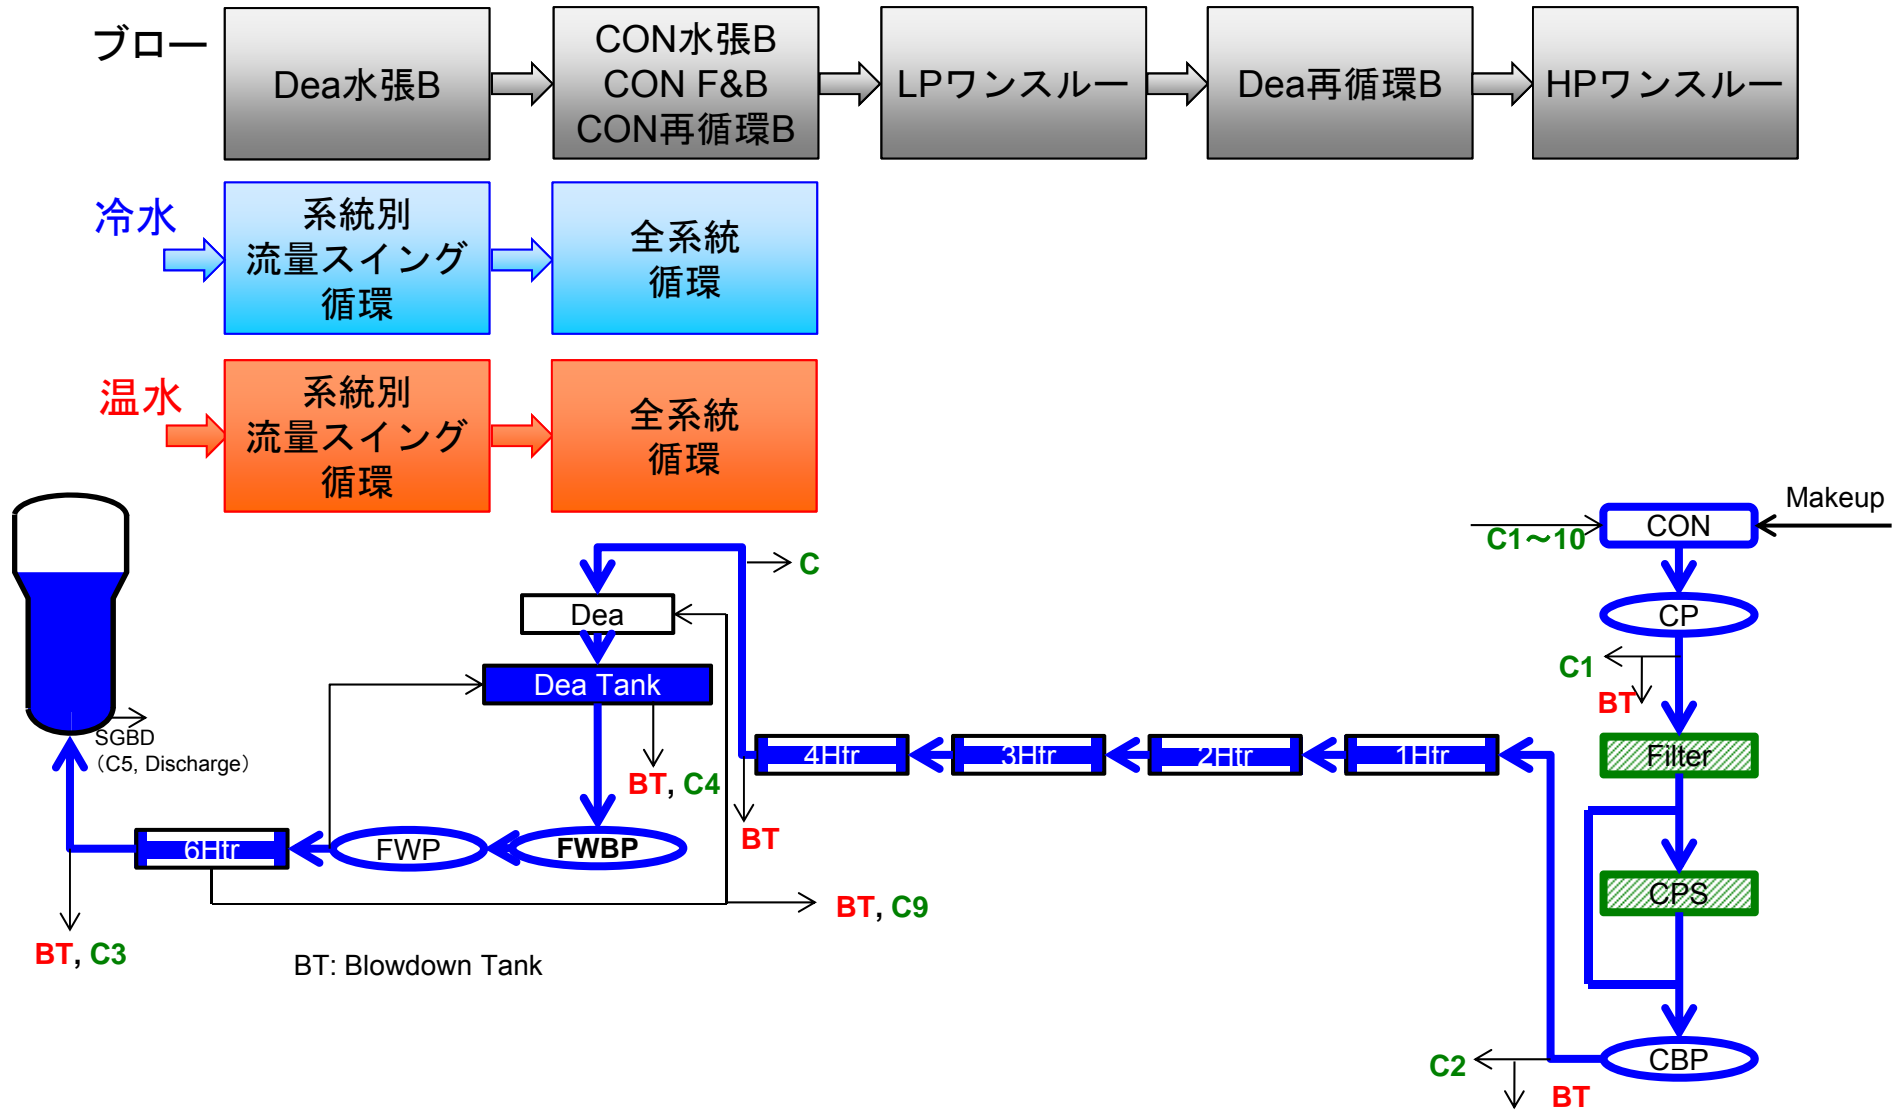 ブロー
Dea水張B
CON水張B
CON F&B
CON再循環B
LPワンスルー
Dea再循環B
HPワンスルー
冷水
系統別
流量スイング
循環
全系統
循環
温水
系統別
流量スイング
循環
全系統
循環
Makeup
CON
C1～10
C
Dea
CP
C1
BT
Dea Tank
SGBD
（C5, Discharge）
4Htr
3Htr
2Htr
1Htr
Filter
BT, C4
BT
6Htr
FWP
FWBP
CPS
BT, C9
BT, C3
BT: Blowdown Tank
C2
CBP
BT